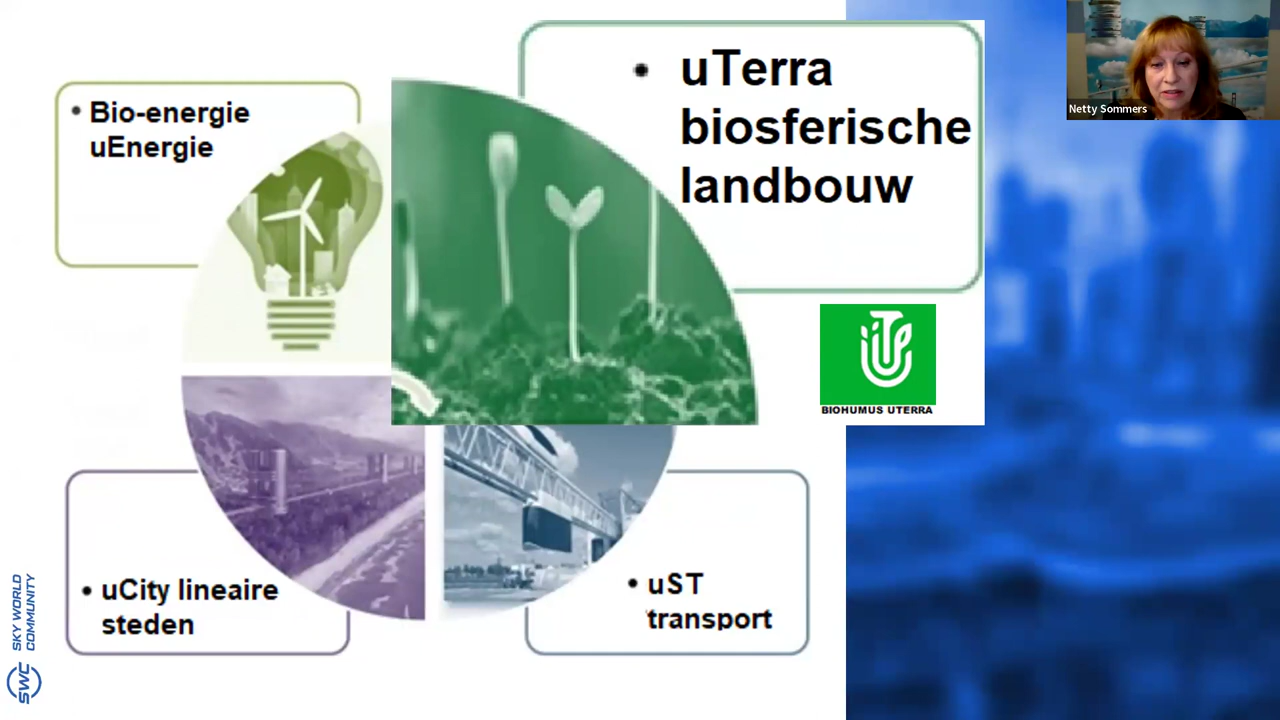 • Bio-energie
uEnergie
• uTerra
biosferische
landbouw
Netty Sommers
BIOHUMUS UTERRA
• uCity lineaire
steden
• uST
transport
SWC SKY WORLD
COMMUNITY